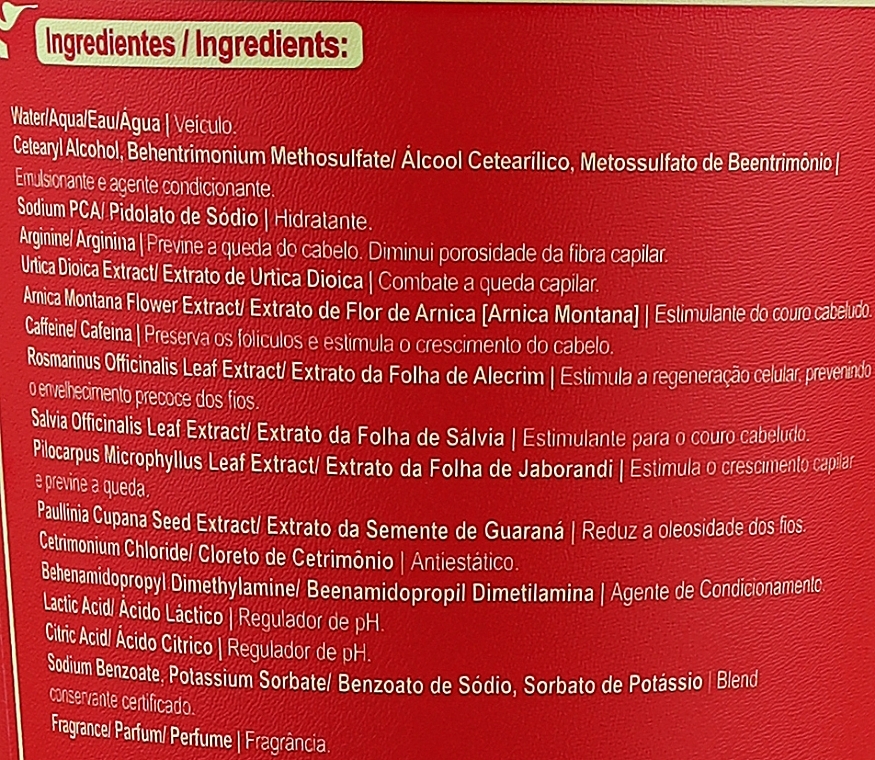 Ingredientes / Ingredients:
Water/Aqua/Eau/Água | Veículo.
Cetearyl Alcohol, Behentrimonium Methosulfate/ Álcool Cetearílico, Metossulfato de Beentrimônio |
Emulsionante e agente condicionante.
Sodium PCA/ Pidolato de Sódio | Hidratante.
Arginine/ Arginina | Previne a queda do cabelo. Diminui porosidade da fibra capilar.
Urtica Dioica Extract/ Extrato de Urtica Dioica | Combate a queda capilar.
Arnica Montana Flower Extract/ Extrato de Flor de Arnica [Arnica Montana] | Estimulante do couro cabeludo.
Caffeine/ Cafeína | Preserva os folículos e estimula o crescimento do cabelo.
Rosmarinus Officinalis Leaf Extract/ Extrato da Folha de Alecrim | Estimula a regeneração celular, prevenindo
o envelhecimento precoce dos fios.
Salvia Officinalis Leaf Extract/ Extrato da Folha de Sálvia | Estimulante para o couro cabeludo.
Pilocarpus Microphyllus Leaf Extract/ Extrato da Folha de Jaborandi | Estimula o crescimento capilar
e previne a queda.
Paullinia Cupana Seed Extract/ Extrato da Semente de Guaraná | Reduz a oleosidade dos fios.
Cetrimonium Chloride/ Cloreto de Cetrimônio | Antiestático.
Behenamidopropyl Dimethylamine/ Beenamidopropil Dimetilamina | Agente de Condicionamento.
Lactic Acid/ Ácido Láctico | Regulador de pH.
Citric Acid/ Ácido Cítrico | Regulador de pH.
Sodium Benzoate, Potassium Sorbate/ Benzoato de Sódio, Sorbato de Potássio | Blend
conservante certificado.
Fragrance/ Parfum/ Perfume | Fragrância.